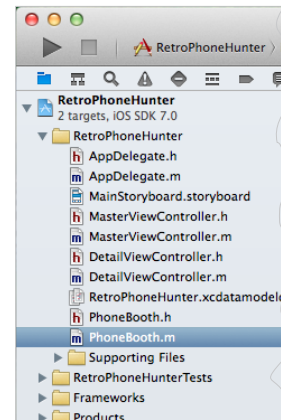 RetroPhoneHunter
RetroPhoneHunter
2 targets, iOS SDK 7.0
RetroPhoneHunter
h AppDelegate.h
m AppDelegate.m
MainStoryboard.storyboard
h MasterViewController.h
m MasterViewController.m
h DetailViewController.h
m DetailViewController.m
RetroPhoneHunter.xcdatamodel
h PhoneBooth.h
m PhoneBooth.m
Supporting Files
RetroPhoneHunterTests
Frameworks
Products